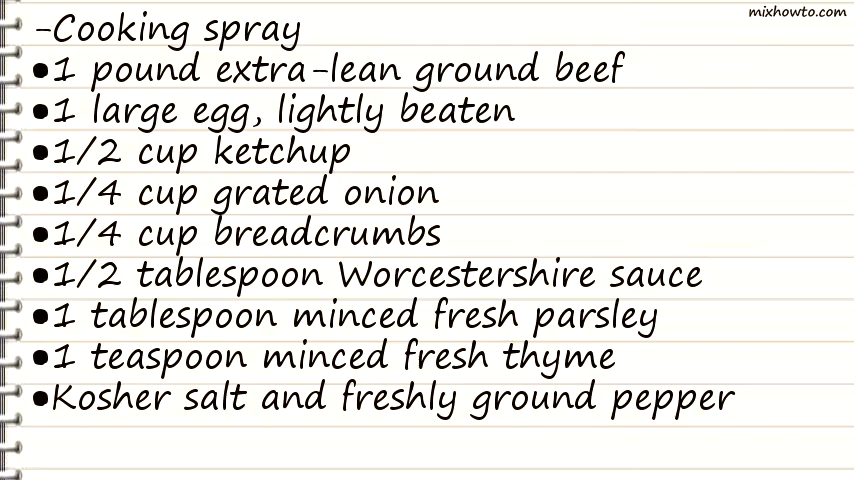 mixhowto.com
-Cooking spray
•1 pound extra-lean ground beef
•1 large egg, lightly beaten
•1/2 cup ketchup
•1/4 cup grated onion
•1/4 cup breadcrumbs
•1/2 tablespoon Worcestershire sauce
•1 tablespoon minced fresh parsley
•1 teaspoon minced fresh thyme
•Kosher salt and freshly ground pepper